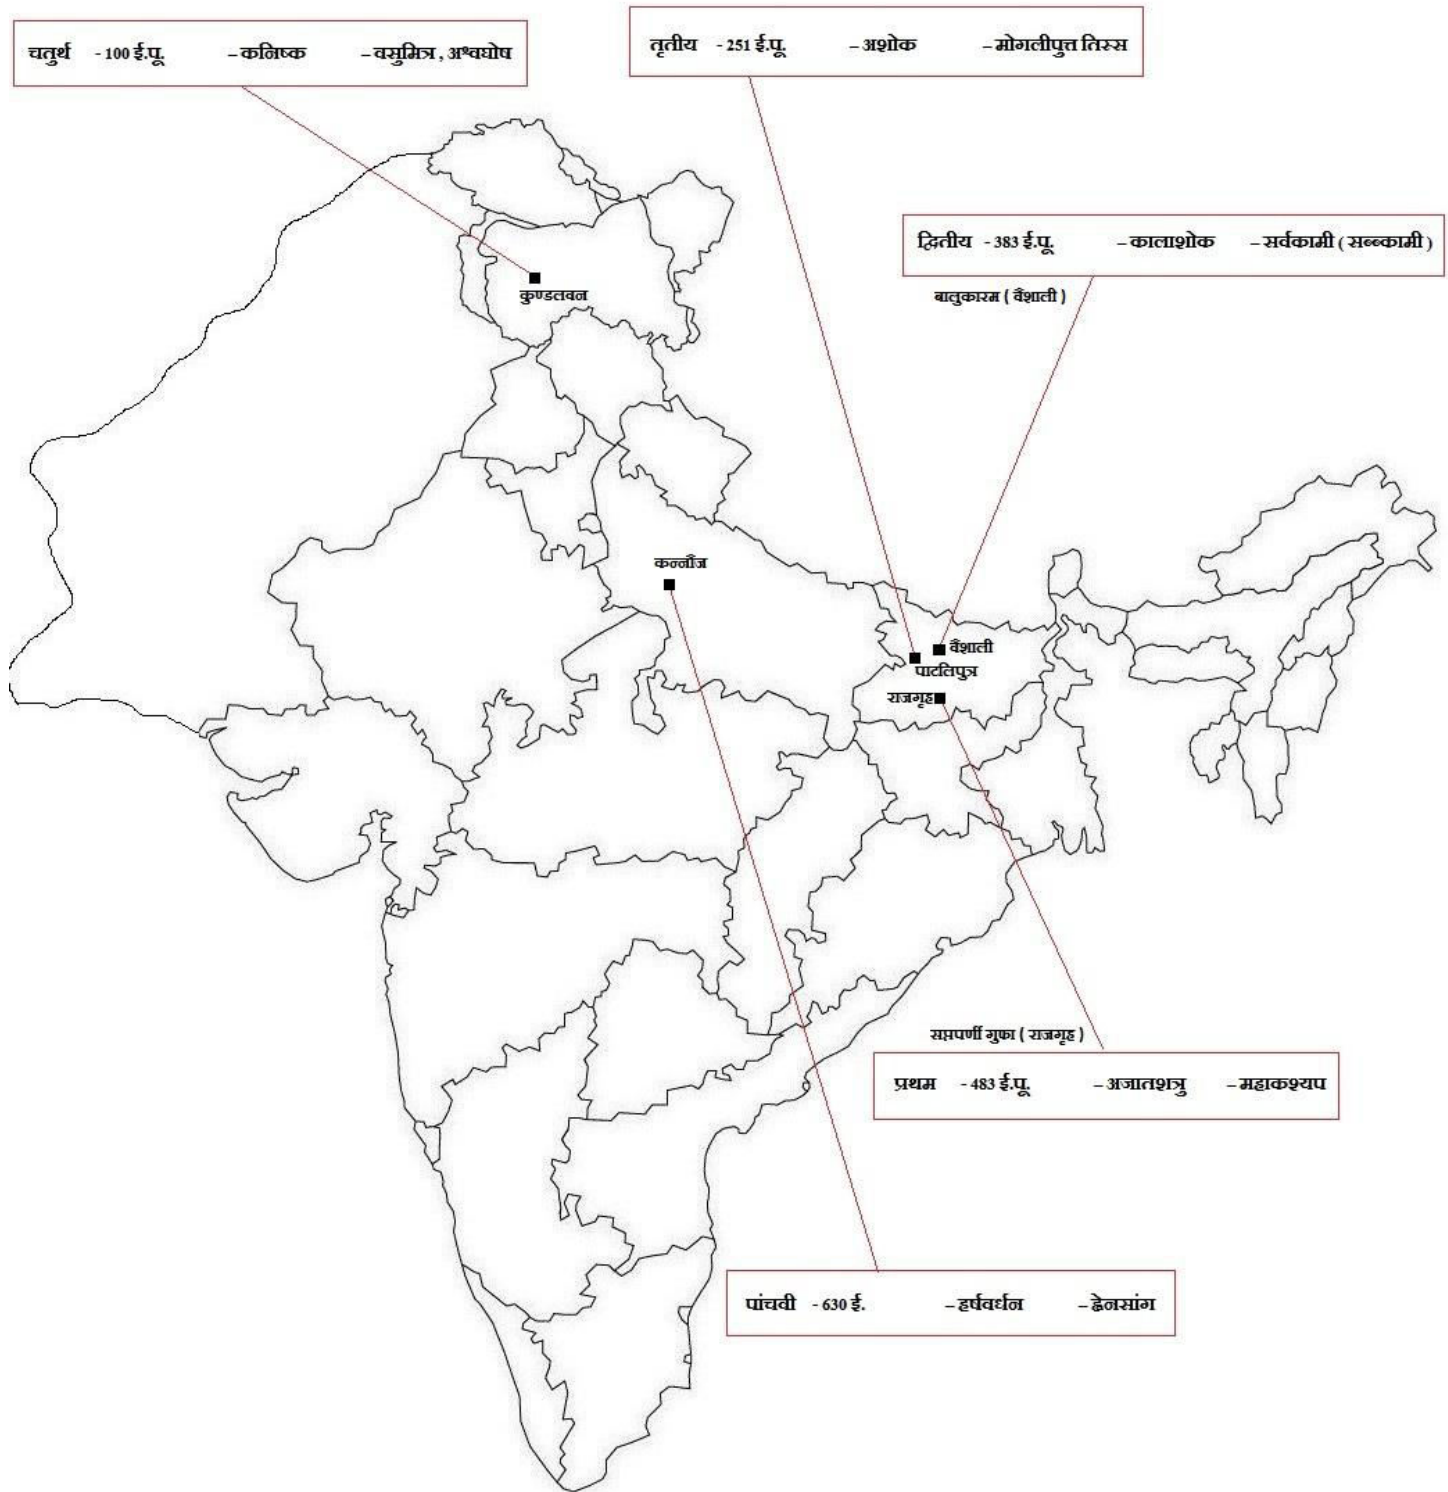 चतुर्थ - 100 ई.पू. – कनिष्क – वसुमित्र , अश्वघोष
तृतीय - 251 ई.पू. – अशोक – मोगलीपुत्त तिस्स
द्वितीय - 383 ई.पू. – कालाशोक – सर्वकामी ( सब्बकामी )
बालुकारम ( वैंशाली )
कुण्डलवन
कन्नौंज
वैंशाली
पाटलिपुत्र
राजगृह
सप्तपर्णी गुफा ( राजगृह )
प्रथम - 483 ई.पू. – अजातशत्रु – महाकश्यप
पांचवी - 630 ई. – हर्षवर्धन – ह्वेनसांग